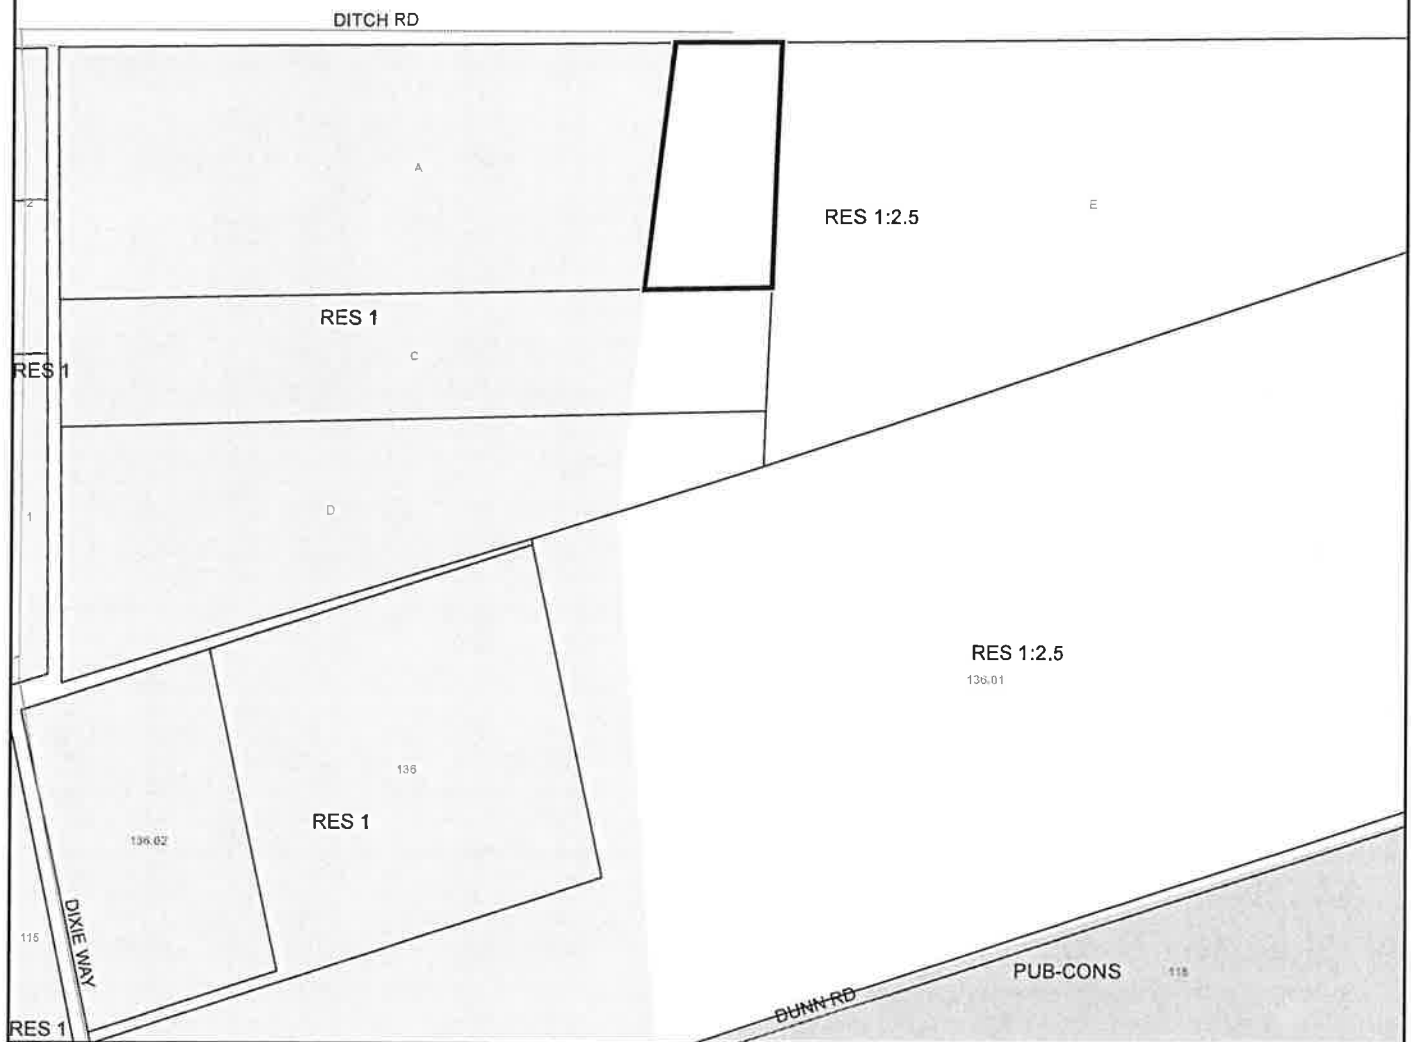 DITCH RD
A
2
E
RES 1:2.5
RES 1
C
RES 1
D
1
RES 1:2.5
136.01
136
RES 1
136.02
DIXIE WAY
115
PUB-CONS
DUNN RD
RES 1